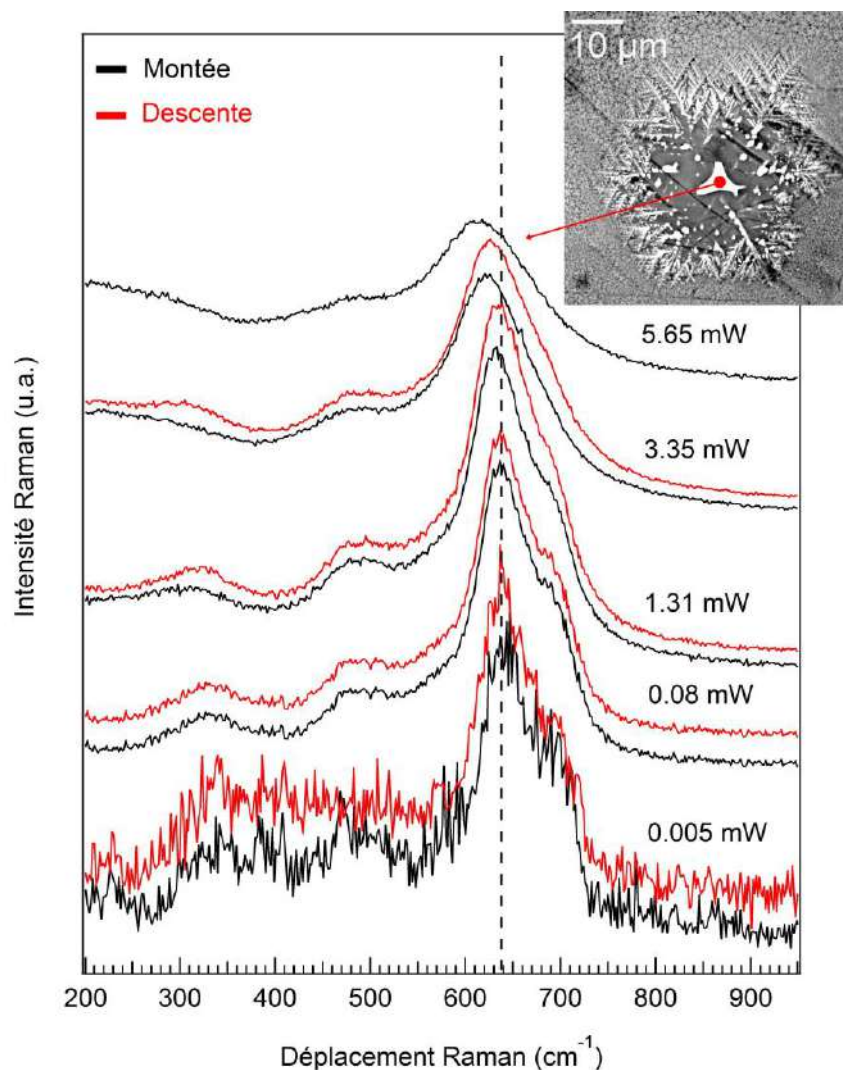 10 µm
Montée
Descente
5.65 mW
3.35 mW
1.31 mW
0.08 mW
0.005 mW
Intensité Raman (u.a.)
200 300 400 500 600 700 800 900
Déplacement Raman (cm⁻¹)